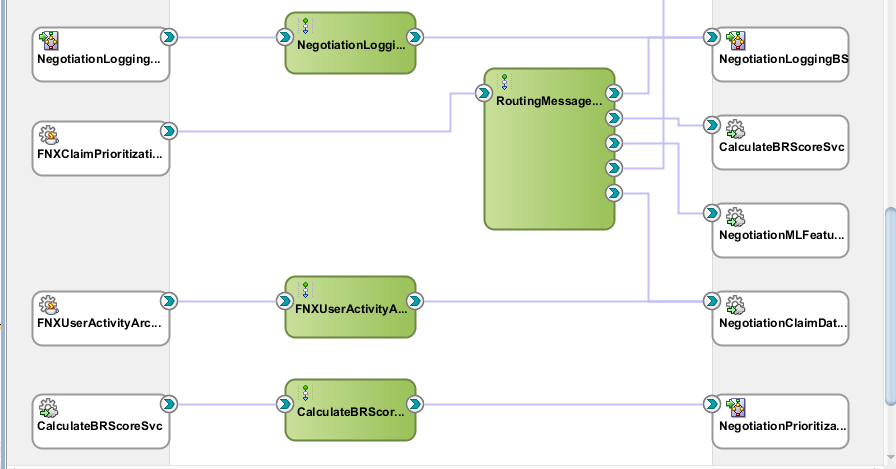 NegotiationLogging...
NegotiationLoggi...
NegotiationLoggingBS
RoutingMessage...
FNXClaimPrioritizati...
CalculateBRScoreSvc
NegotiationMLFeatu...
FNXUserActivityArc...
FNXUserActivityA...
NegotiationClaimDat...
CalculateBRScoreSvc
CalculateBRScor...
NegotiationPrioritiza...